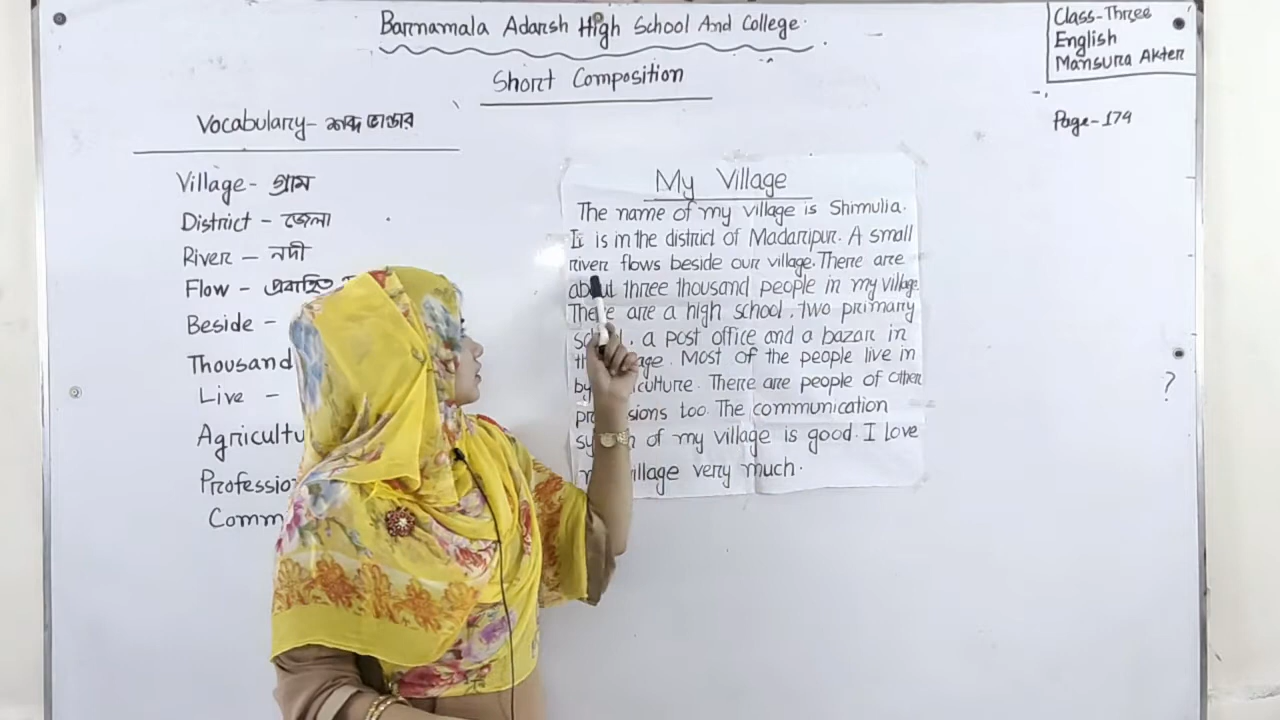 Barnamala Adarsh High School And College.
Short Composition
Class-Three
English
Mansura Akter
Page-174
Vocabulary- শব্দ ভান্ডার
Village- গ্রাম
District - জেলা
River - নদী
Flow - প্রবাহিত
Beside -
Thousand
Live -
My Village
The name of my village is Shimulia.
It is in the district of Madaripur. A small
river flows beside our village. There are
about three thousand people in my village.
There are a high school, two primary
a post office and a bazar in
Most of the people live in
by There are people of other
too. The communication
of my village is good. I love
village very much.
?